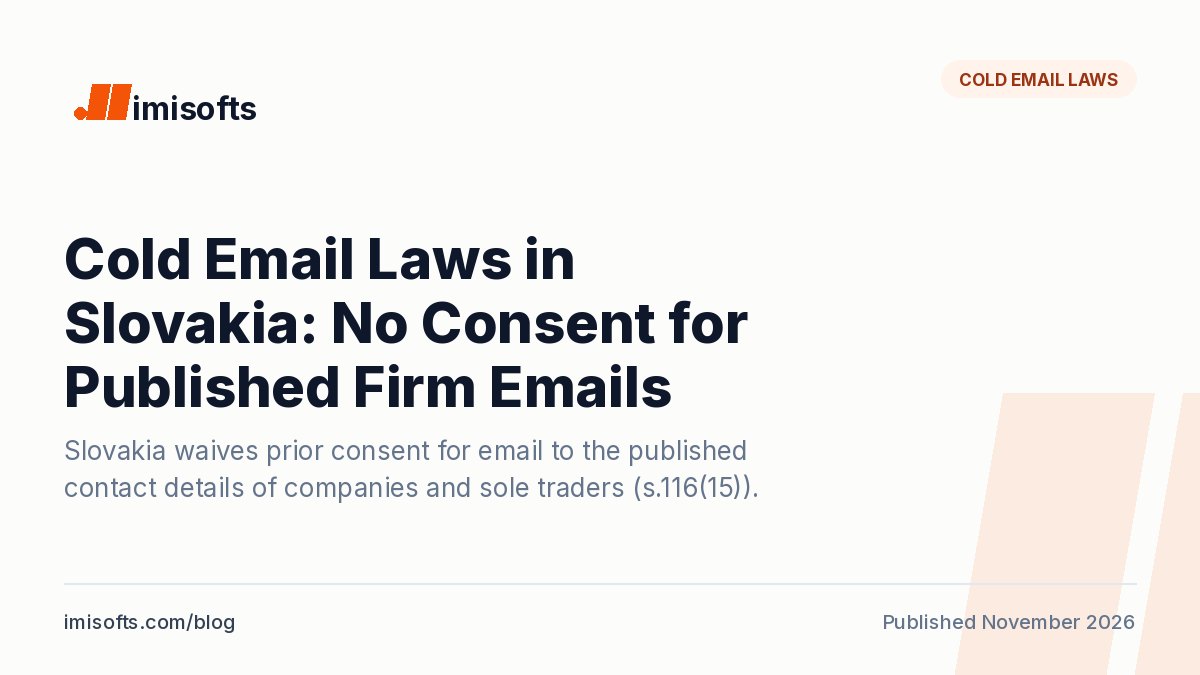 imisofts
COLD EMAIL LAWS
Cold Email Laws in
Slovakia: No Consent for
Published Firm Emails
Slovakia waives prior consent for email to the published
contact details of companies and sole traders (s.116(15)).
imisofts.com/blog
Published November 2026